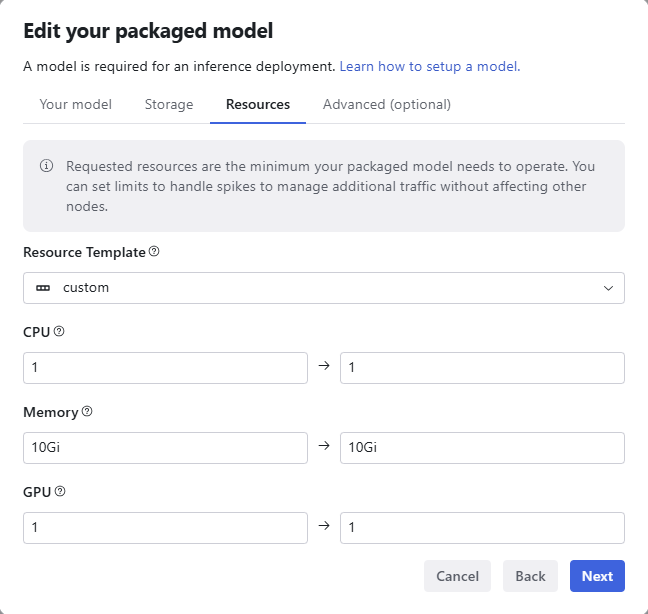 Edit your packaged model
A model is required for an inference deployment. Learn how to setup a model.
Your model Storage Resources Advanced (optional)
Requested resources are the minimum your packaged model needs to operate. You
can set limits to handle spikes to manage additional traffic without affecting other
nodes.
Resource Template
custom
CPU
1 → 1
Memory
10Gi → 10Gi
GPU
1 → 1
Cancel Back Next